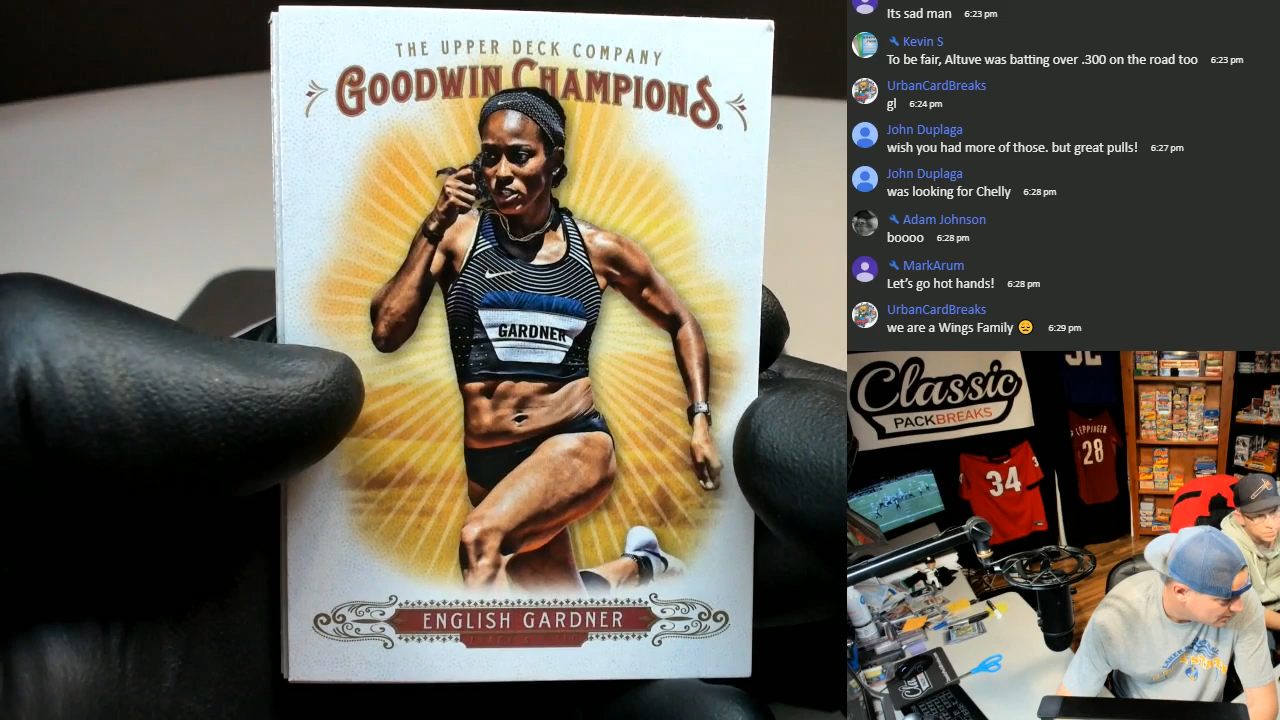 THE UPPER DECK COMPANY
GOODWIN CHAMPIONS
GARDNER
ENGLISH GARDNER
Its sad man 6:23 pm
Kevin S
To be fair, Altuve was batting over .300 on the road too 6:23 pm
UrbanCardBreaks
gl 6:24 pm
John Duplaga
wish you had more of those. but great pulls! 6:27 pm
John Duplaga
was looking for Chelly 6:28 pm
Adam Johnson
boooo 6:28 pm
MarkArum
Let's go hot hands! 6:28 pm
UrbanCardBreaks
we are a Wings Family 😔 6:29 pm
Classic
PACKBREAKS
34
LEPPINGER
28